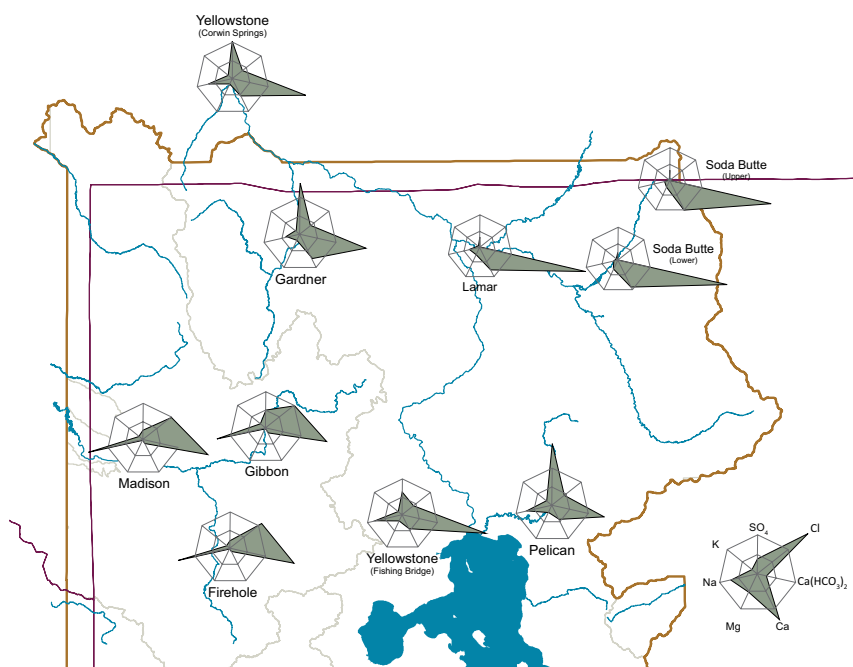 Yellowstone
(Corwin Springs)
Soda Butte
(Upper)
Soda Butte
(Lower)
Gardner
Lamar
Madison
Gibbon
Firehole
Yellowstone
(Fishing Bridge)
Pelican
SO₄
Cl
K
Na
Ca(HCO₃)₂
Mg
Ca